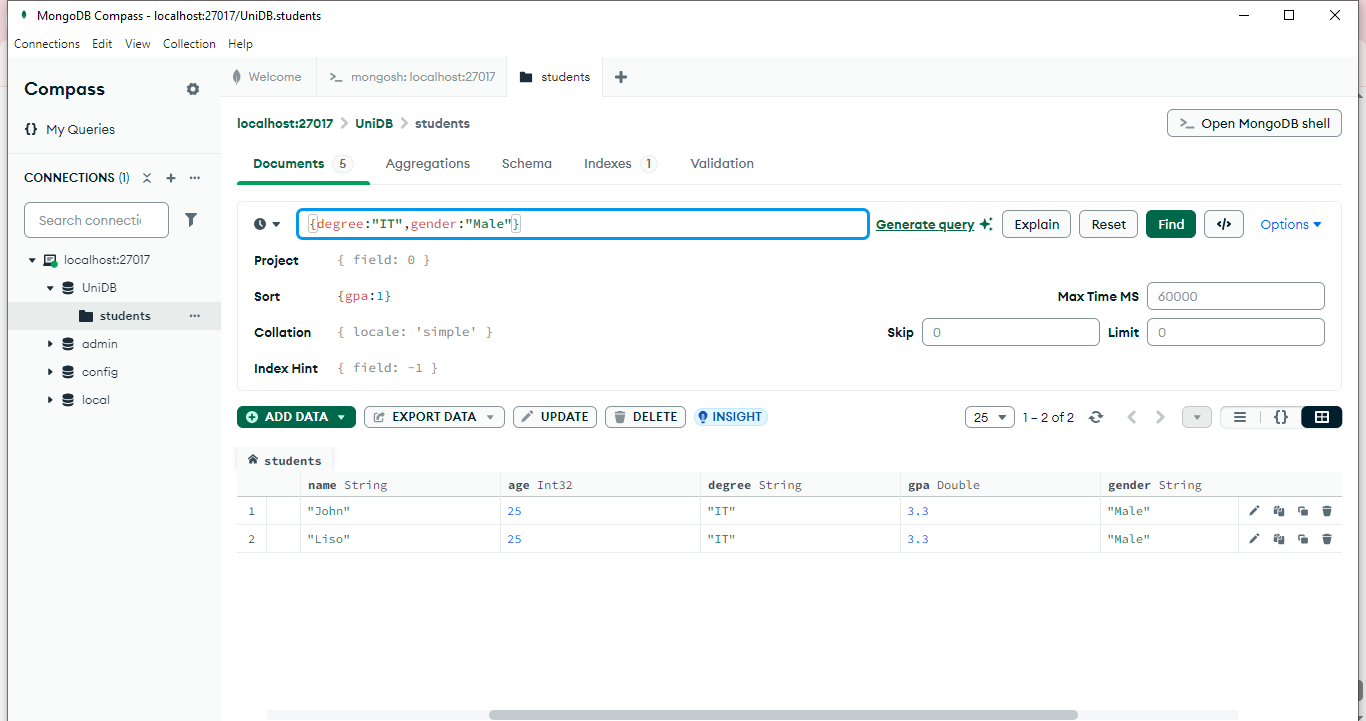 MongoDB Compass - localhost:27017/UniDB.students
Connections Edit View Collection Help
Compass
Welcome
mongosh: localhost:27017
students
My Queries
localhost:27017 UniDB students
Open MongoDB shell
CONNECTIONS (1)
Documents 5 Aggregations Schema Indexes 1 Validation
Search connecti
{degree:"IT",gender:"Male"}
Generate query Explain Reset Find Options
localhost:27017
UniDB
students
admin
config
local
Project { field: 0 }
Sort {gpa:1}
Max Time MS 60000
Collation { locale: 'simple' }
Skip 0 Limit 0
Index Hint { field: -1 }
ADD DATA EXPORT DATA UPDATE DELETE INSIGHT
25 1 – 2 of 2
students
name String age Int32 degree String gpa Double gender String
1 "John" 25 "IT" 3.3 "Male"
2 "Liso" 25 "IT" 3.3 "Male"